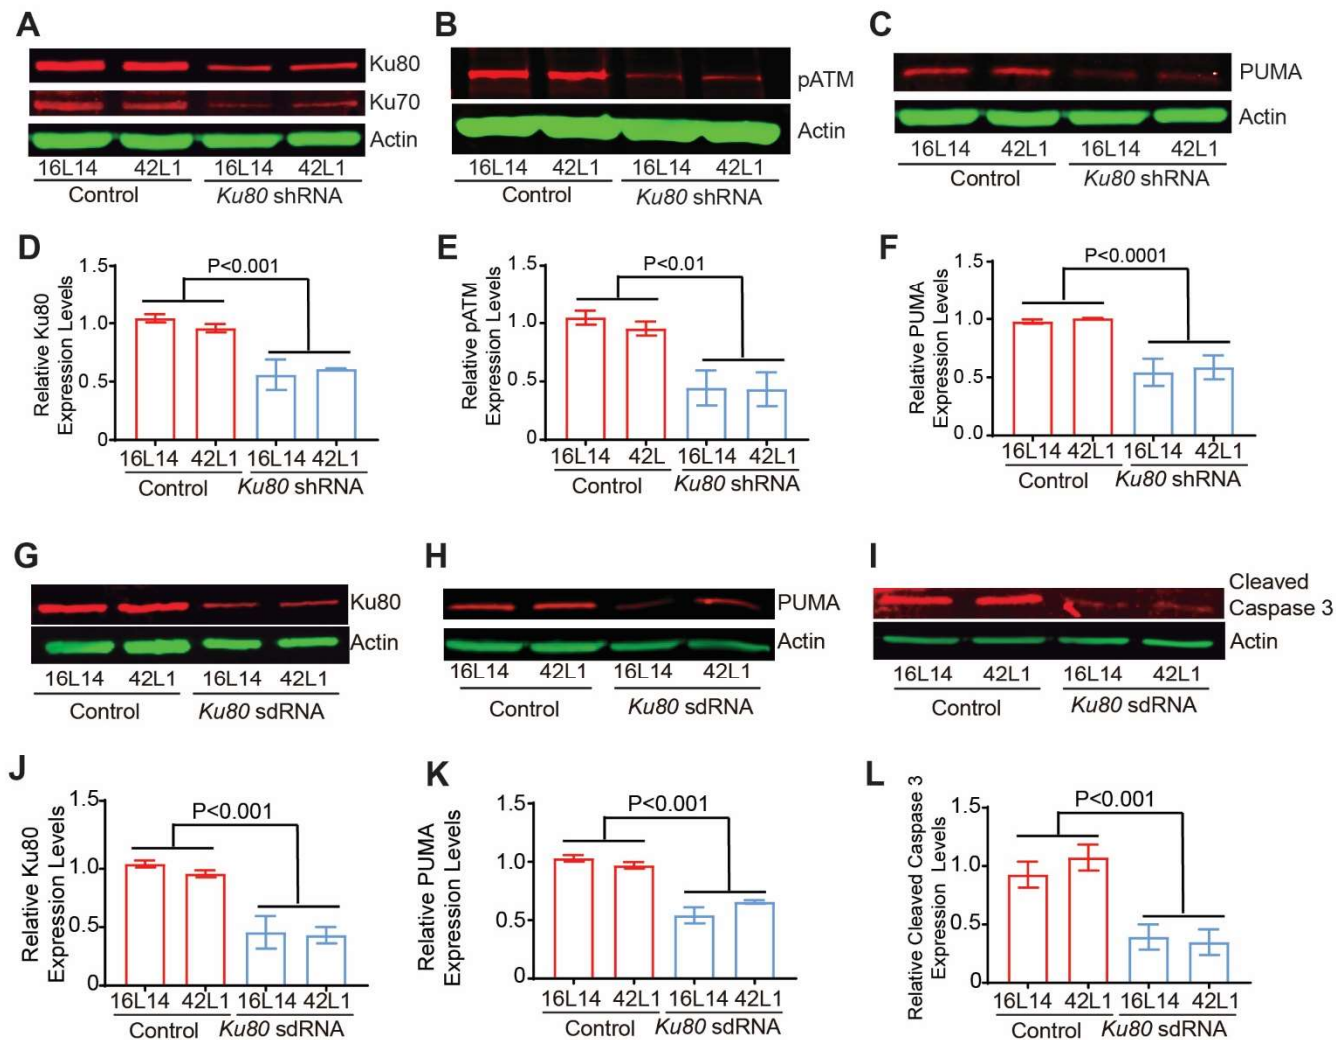 A
Ku80
Ku70
Actin
16L14 42L1 16L14 42L1
Control Ku80 shRNA
B
pATM
Actin
16L14 42L1 16L14 42L1
Control Ku80 shRNA
C
PUMA
Actin
16L14 42L1 16L14 42L1
Control Ku80 shRNA
D
Relative Ku80
Expression Levels
1.5
1.0
0.5
0
P<0.001
16L14 42L1 16L14 42L1
Control Ku80 shRNA
E
Relative pATM
Expression Levels
1.5
1.0
0.5
0
P<0.01
16L14 42L 16L14 42L1
Control Ku80 shRNA
F
Relative PUMA
Expression Levels
1.5
1.0
0.5
0.0
P<0.0001
16L14 42L1 16L14 42L1
Control Ku80 shRNA
G
Ku80
Actin
16L14 42L1 16L14 42L1
Control Ku80 sdRNA
H
PUMA
Actin
16L14 42L1 16L14 42L1
Control Ku80 sdRNA
I
Cleaved
Caspase 3
Actin
16L14 42L1 16L14 42L1
Control Ku80 sdRNA
J
Relative Ku80
Expression Levels
1.5
1.0
0.5
0
P<0.001
16L14 42L1 16L14 42L1
Control Ku80 sdRNA
K
Relative PUMA
Expression Levels
1.5
1.0
0.5
0
P<0.001
16L14 42L1 16L14 42L1
Control Ku80 sdRNA
L
Relative Cleaved Caspase 3
Expression Levels
1.5
1.0
0.5
0
P<0.001
16L14 42L1 16L14 42L1
Control Ku80 sdRNA